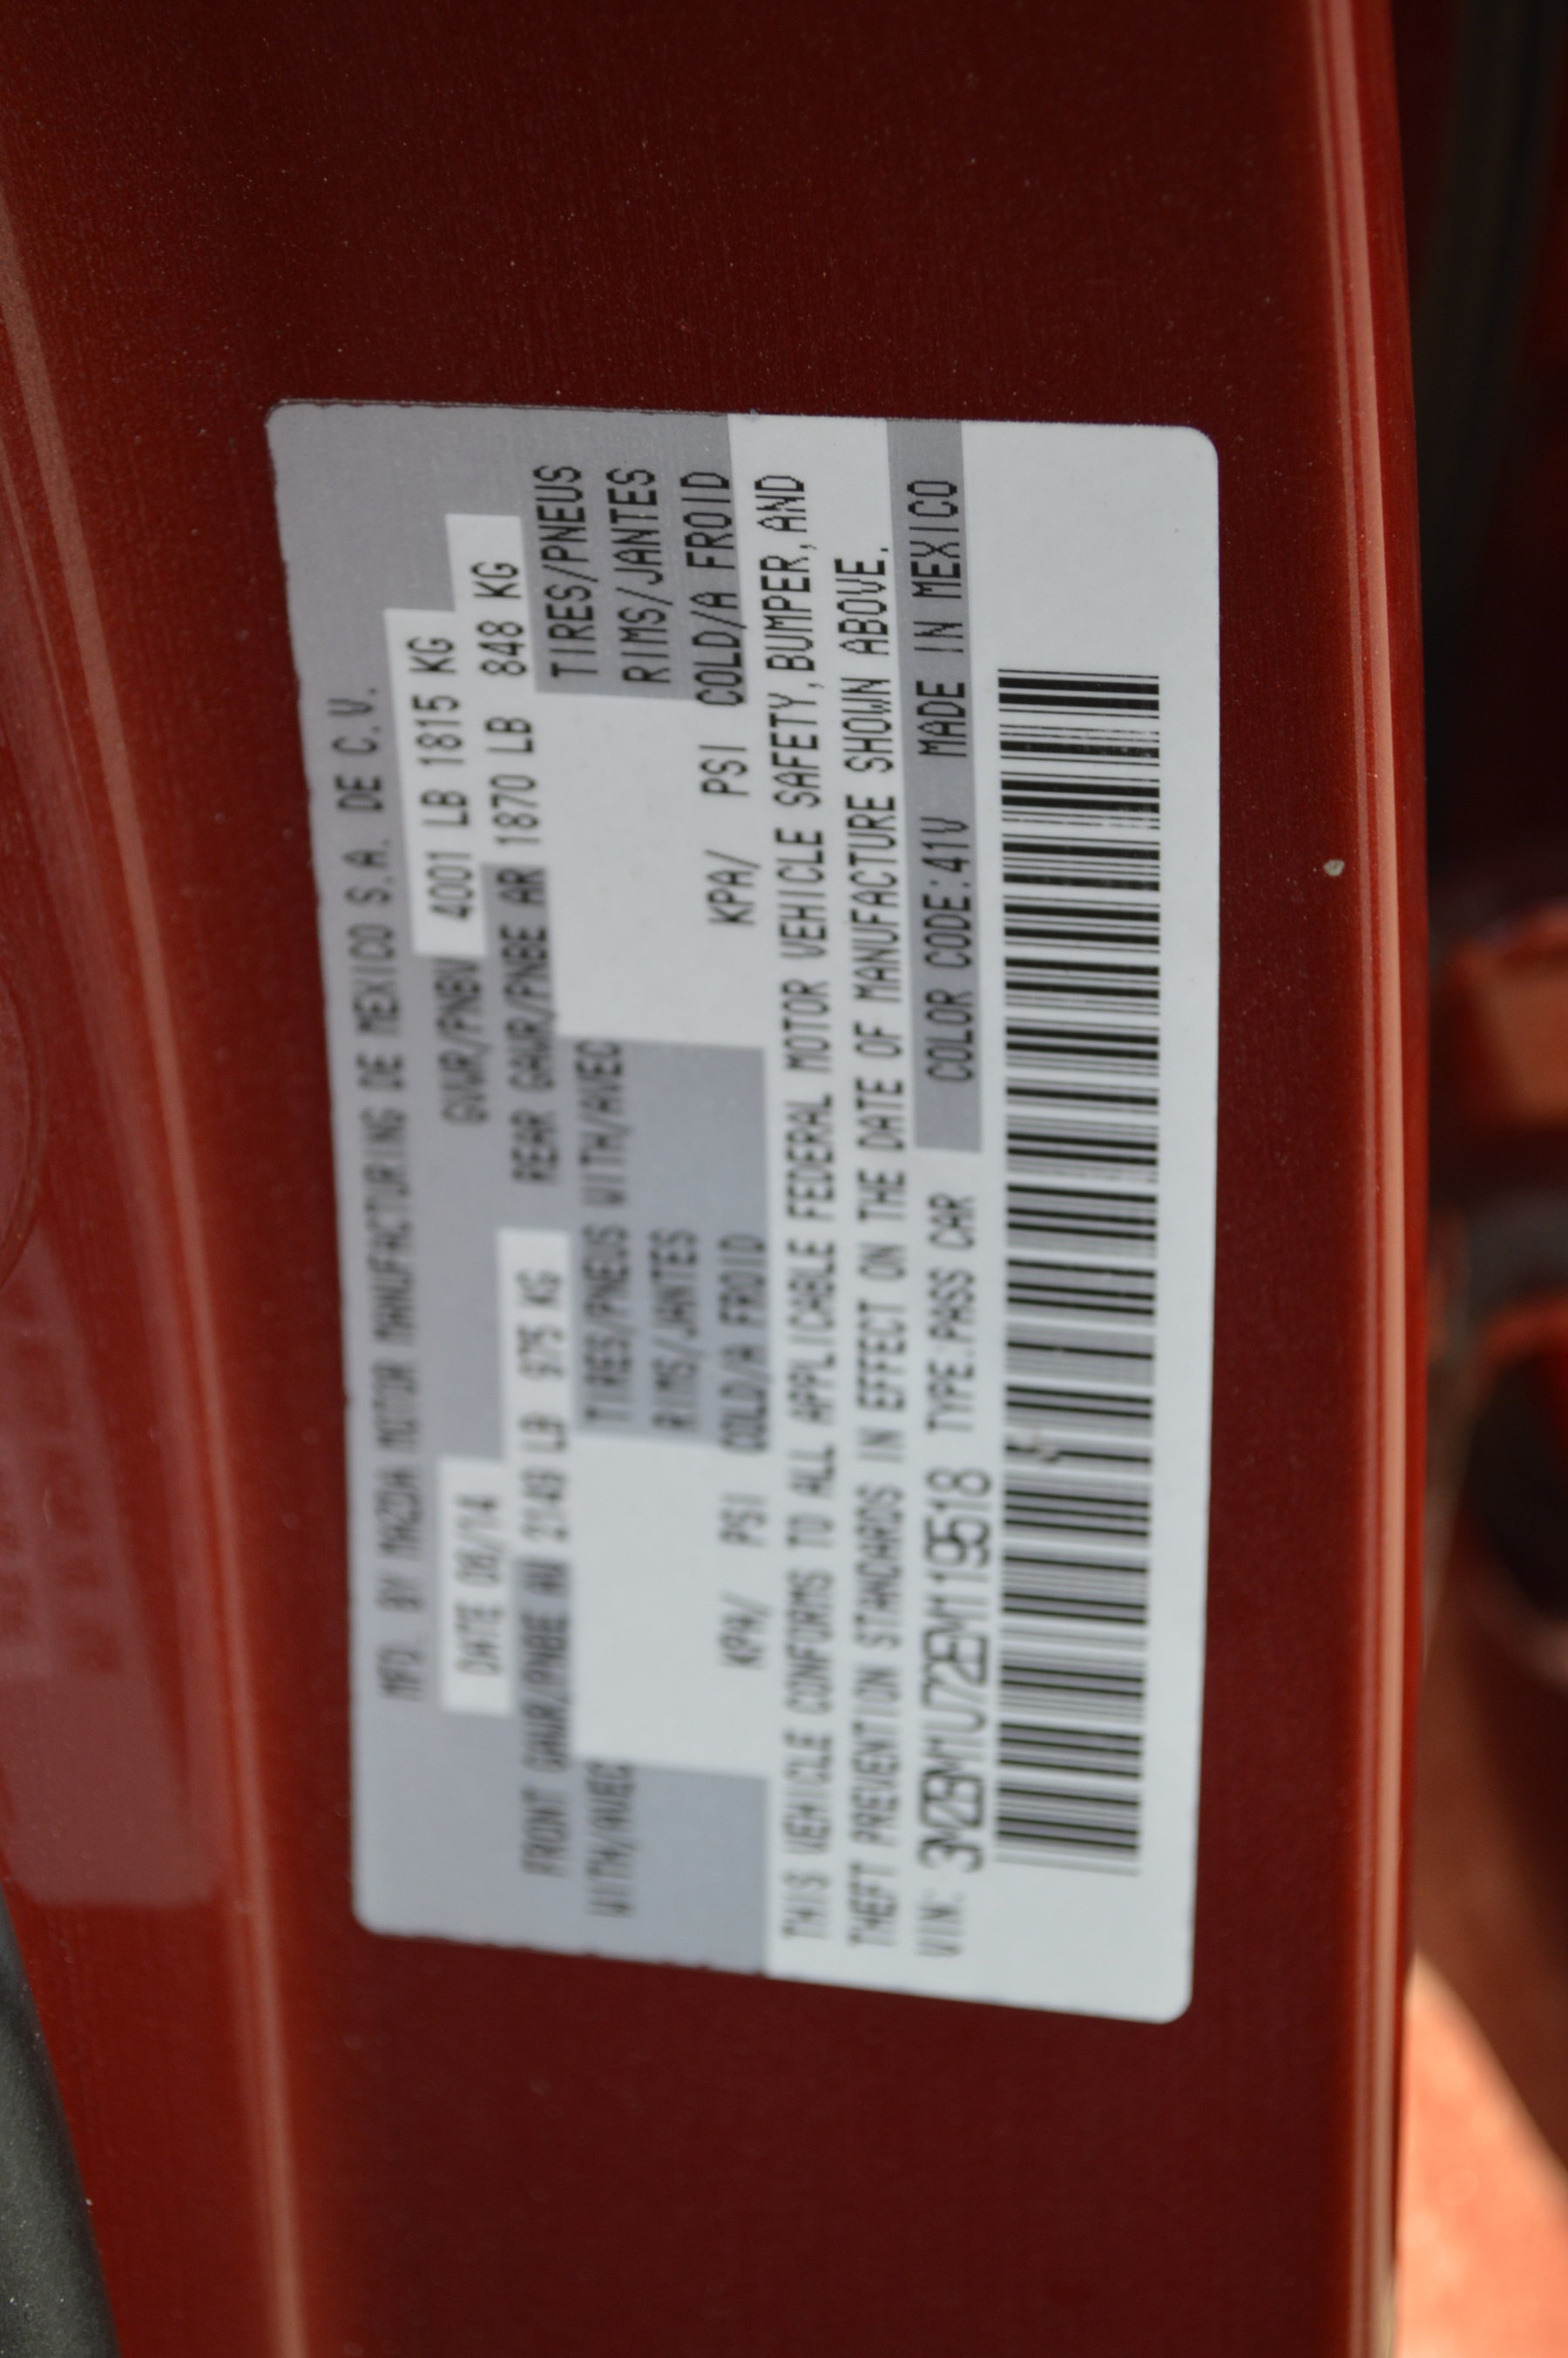 MFD. BY MAZDA MOTOR MANUFACTURING DE MEXICO S.A. DE C.V.
DATE GVWR/PNBV 4001 LB 1815 KG
FRONT GAWR/PNBE AV 2149 LB 975 KG REAR GAWR/PNBE AR 1870 LB 848 KG
WITH/AVEC TIRES/PNEUS WITH/AVEC TIRES/PNEUS
RIMS/JANTES RIMS/JANTES
KPA/ PSI COLD/A FROID KPA/ PSI COLD/A FROID
THIS VEHICLE CONFORMS TO ALL APPLICABLE FEDERAL MOTOR VEHICLE SAFETY,BUMPER,AND
THEFT PREVENTION STANDARDS IN EFFECT ON THE DATE OF MANUFACTURE SHOWN ABOVE.
VIN: 3MZBM1U72EM119518 TYPE:PASS CAR COLOR CODE:41V MADE IN MEXICO